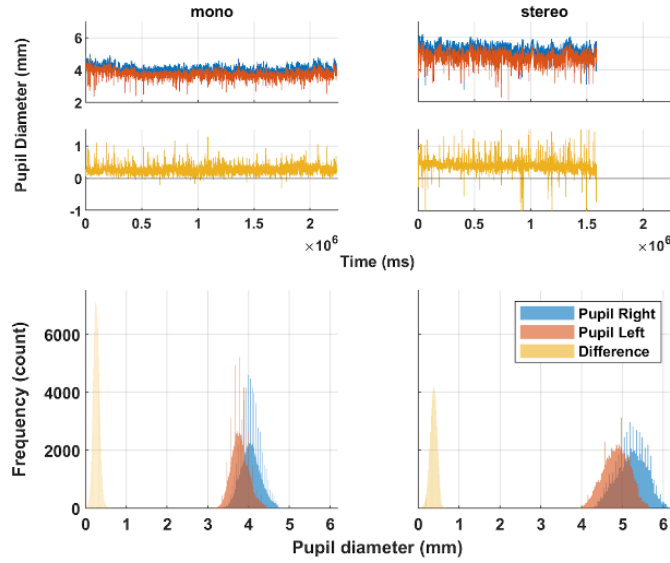 mono
stereo
Pupil Diameter (mm)
6
4
2
1
0
-1
0 0.5 1 1.5 2
×10^6
0 0.5 1 1.5 2
×10^6
Time (ms)
Frequency (count)
6000
4000
2000
0
Pupil Right
Pupil Left
Difference
0 1 2 3 4 5 6
0 1 2 3 4 5 6
Pupil diameter (mm)